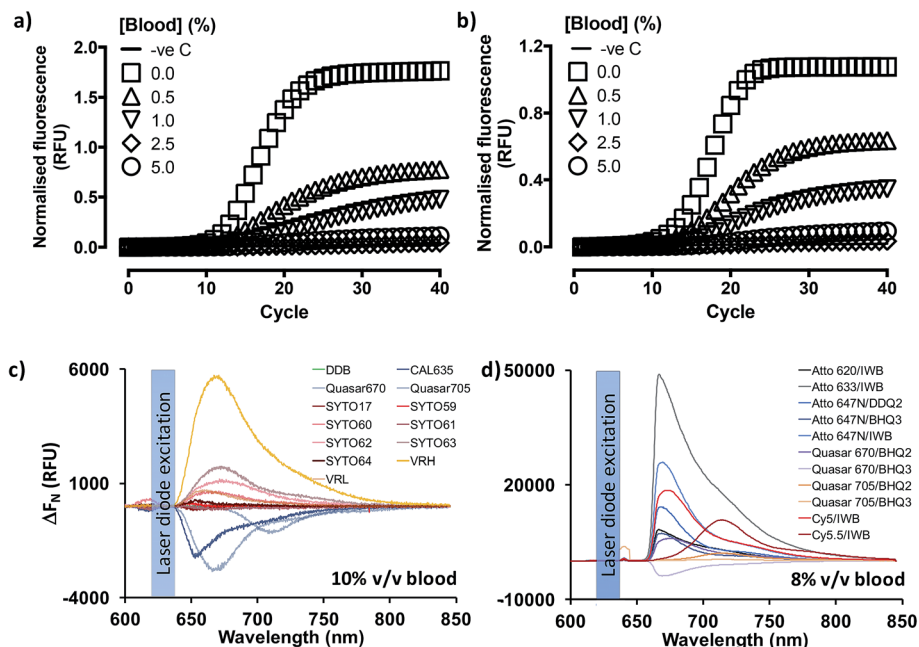 a)
[Blood] (%)
-ve C
0.0
0.5
1.0
2.5
5.0
Normalised fluorescence
(RFU)
2.0
1.5
1.0
0.5
0.0
0 10 20 30 40
Cycle
b)
[Blood] (%)
-ve C
0.0
0.5
1.0
2.5
5.0
Normalised fluorescence
(RFU)
1.2
0.9
0.6
0.3
0.0
0 10 20 30 40
Cycle
c)
ΔF_N (RFU)
6000
1000
-4000
Laser diode excitation
DDB CAL635
Quasar670 Quasar705
SYTO17 SYTO59
SYTO60 SYTO61
SYTO62 SYTO63
SYTO64 VRH
VRL
10% v/v blood
600 650 700 750 800 850
Wavelength (nm)
d)
50000
20000
-10000
Laser diode excitation
Atto 620/IWB
Atto 633/IWB
Atto 647N/DDQ2
Atto 647N/BHQ3
Atto 647N/IWB
Quasar 670/BHQ2
Quasar 670/BHQ3
Quasar 705/BHQ2
Quasar 705/BHQ3
Cy5/IWB
Cy5.5/IWB
8% v/v blood
600 650 700 750 800 850
Wavelength (nm)